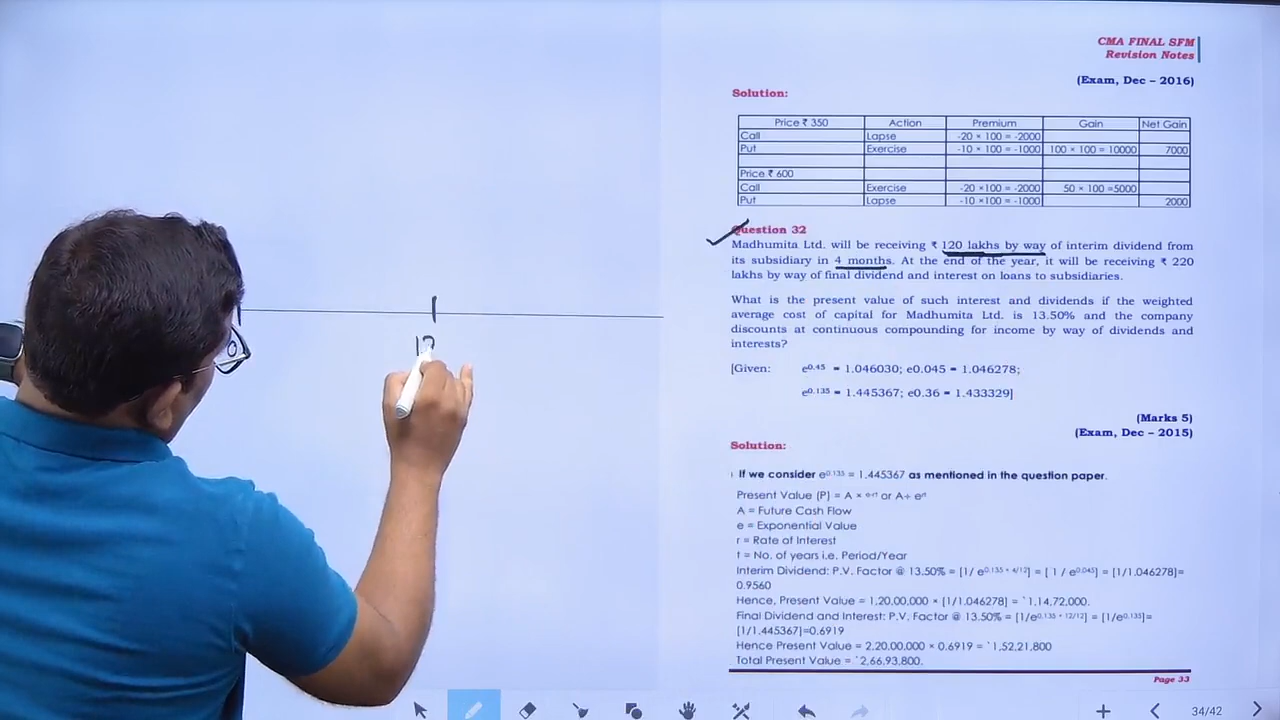 CMA FINAL SFM
Revision Notes
(Exam, Dec – 2016)
Solution:
Price ₹ 350 Action Premium Gain Net Gain
Call Lapse -20 × 100 = -2000
Put Exercise -10 × 100 = -1000 100 × 100 = 10000 7000
Price ₹ 600
Call Exercise -20 ×100 = -2000 50 × 100 =5000
Put Lapse -10 ×100 = -1000 2000
Question 32
Madhumita Ltd. will be receiving ₹ 120 lakhs by way of interim dividend from
its subsidiary in 4 months. At the end of the year, it will be receiving ₹ 220
lakhs by way of final dividend and interest on loans to subsidiaries.
What is the present value of such interest and dividends if the weighted
average cost of capital for Madhumita Ltd. is 13.50% and the company
discounts at continuous compounding for income by way of dividends and
interests?
[Given: e0.45 = 1.046030; e0.045 = 1.046278;
e0.135 = 1.445367; e0.36 = 1.433329]
(Marks 5)
(Exam, Dec – 2015)
Solution:
If we consider e0.135 = 1.445367 as mentioned in the question paper.
Present Value (P) = A × e-rt or A÷ ert
A = Future Cash Flow
e = Exponential Value
r = Rate of Interest
t = No. of years i.e. Period/Year
Interim Dividend: P.V. Factor @ 13.50% = [1/ e0.135 × 4/12] = [ 1 / e0.045] = [1/1.046278]=
0.9560
Hence, Present Value = 1,20,00,000 × [1/1.046278] = `1,14,72,000.
Final Dividend and Interest: P.V. Factor @ 13.50% = [1/e0.135 × 12/12] = [1/e0.135]=
[1/1.445367]=0.6919
Hence Present Value = 2,20,00,000 × 0.6919 = `1,52,21,800
Total Present Value = `2,66,93,800.
Page 33
34/42